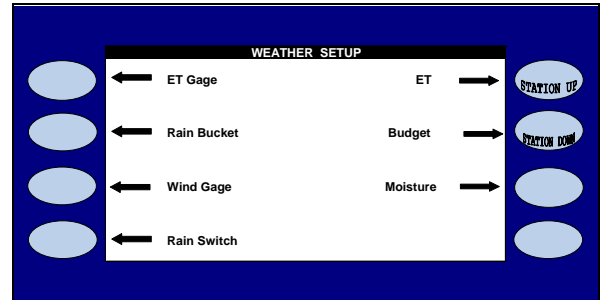 WEATHER SETUP
ET Gage
ET
STATION UP
Rain Bucket
Budget
STATION DOWN
Wind Gage
Moisture
Rain Switch